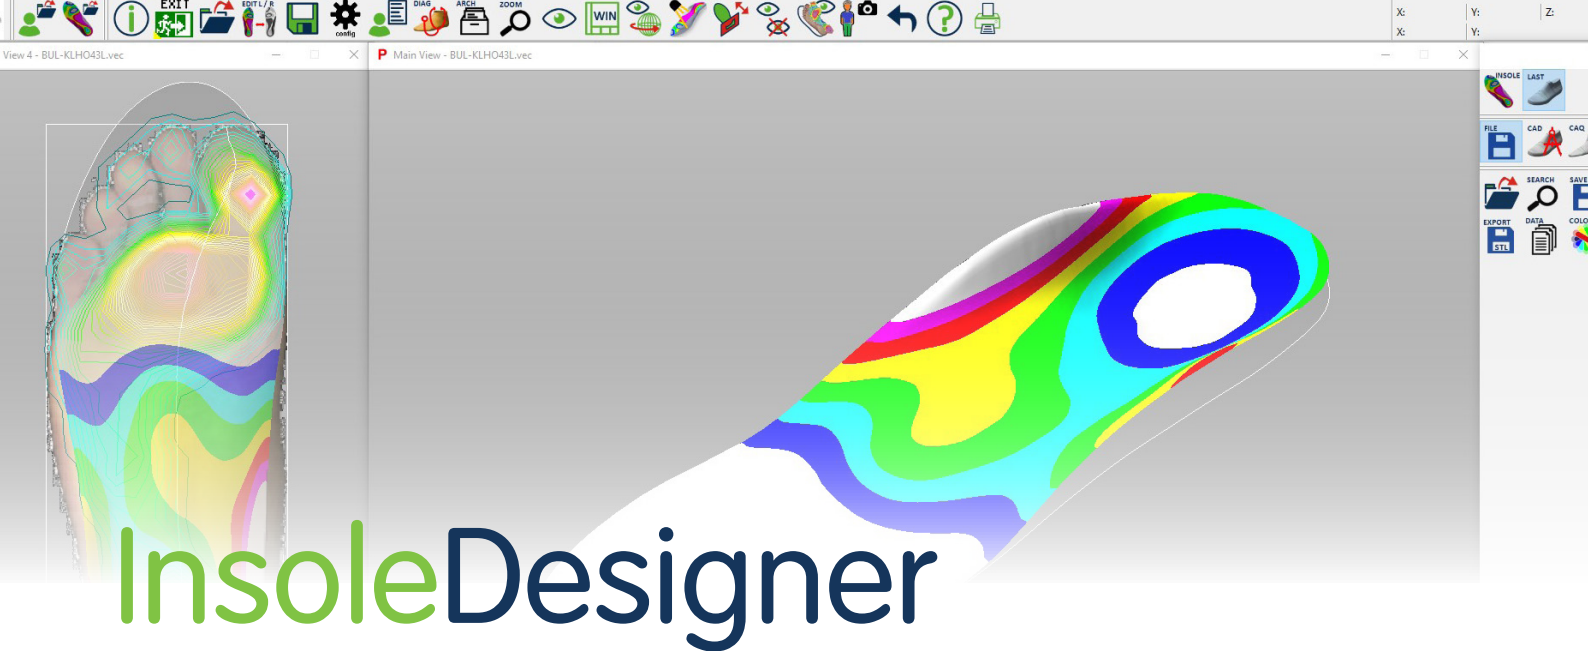 EXIT
EDIT L / R
config
DIAG
ARCH
ZOOM
WIN
X:
Y:
Z:
X:
Y:
View 4 - BUL-KLHO43L.vec
P Main View - BUL-KLHO43L.vec
INSOLE
LAST
FILE
CAD
CAQ
SEARCH
SAVE
EXPORT
STL
DATA
COLO
InsoleDesigner